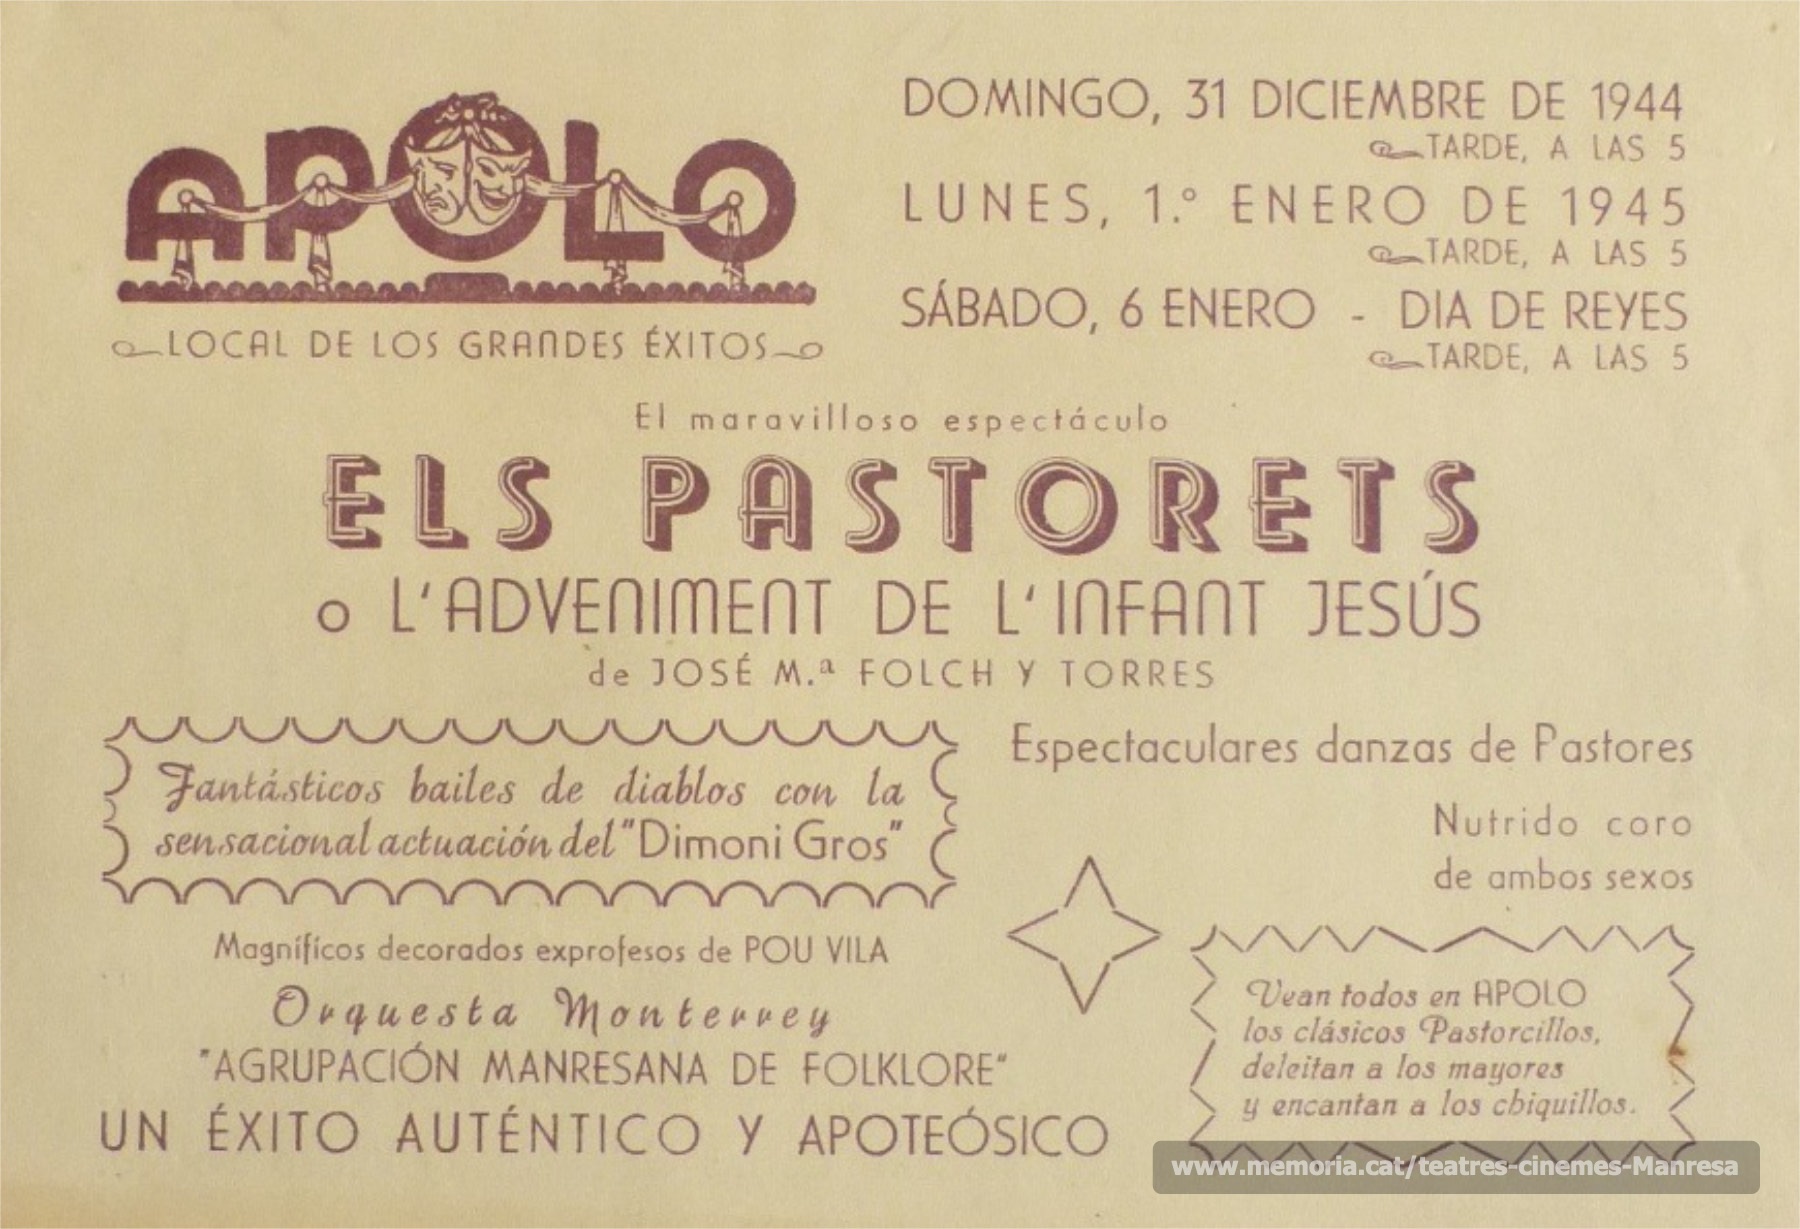 APOLO
LOCAL DE LOS GRANDES ÉXITOS
DOMINGO, 31 DICIEMBRE DE 1944
TARDE, A LAS 5
LUNES, 1.º ENERO DE 1945
TARDE, A LAS 5
SÁBADO, 6 ENERO - DIA DE REYES
TARDE, A LAS 5
El maravilloso espectáculo
ELS PASTORETS
o L'ADVENIMENT DE L'INFANT JESÚS
de JOSÉ M.ª FOLCH Y TORRES
Fantásticos bailes de diablos con la
sensacional actuación del "Dimoni Gros"
Magníficos decorados exprofesos de POU VILA
Orquesta Monterrey
"AGRUPACIÓN MANRESANA DE FOLKLORE"
UN ÉXITO AUTÉNTICO Y APOTEÓSICO
Espectaculares danzas de Pastores
Nutrido coro
de ambos sexos
Vean todos en APOLO
los clásicos Pastorcillos,
deleitan a los mayores
y encantan a los chiquillos.
www.memoria.cat/teatres-cinemes-Manresa